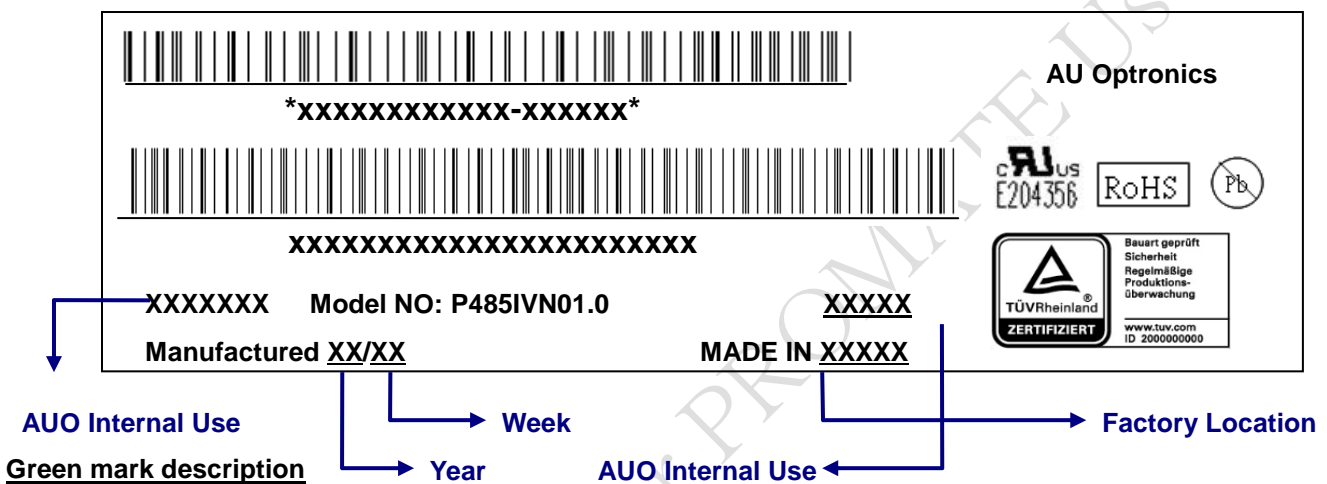 AU Optronics
*xxxxxxxxxxxx-xxxxxx*
cRUus
E204356
RoHS
Pb
xxxxxxxxxxxxxxxxxxxxxxx
Bauart geprüft
Sicherheit
Regelmäßige
Produktions-
überwachung
TÜVRheinland®
ZERTIFIZIERT
www.tuv.com
ID 2000000000
XXXXXXX Model NO: P485IVN01.0 XXXXX
Manufactured XX/XX MADE IN XXXXX
AUO Internal Use
Week
Factory Location
Green mark description
Year
AUO Internal Use
PROMATE US